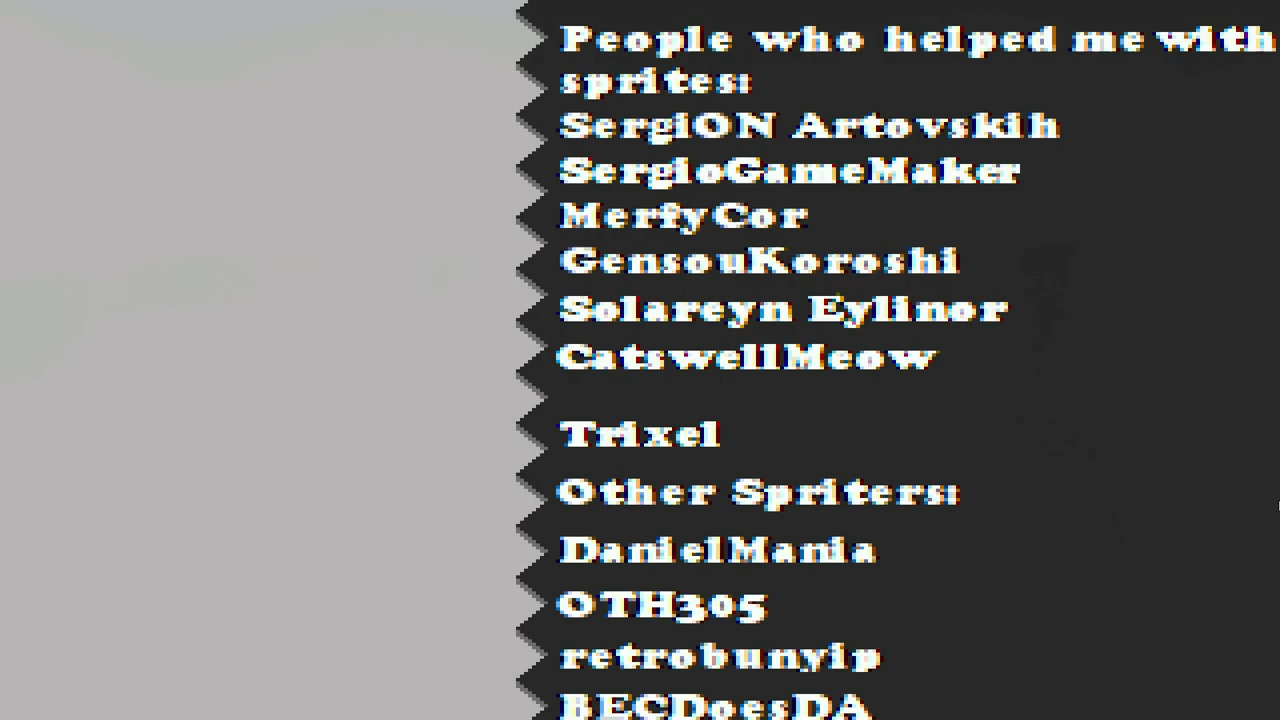 People who helped me with
sprites:
SergiON Artovskih
SergioGameMaker
MerfyCor
GensouKoroshi
Solareyn Eylinor
CatswellMeow
Trixel
Other Spriters:
DanielMania
OTH305
retrobunyip
BECDoesDA